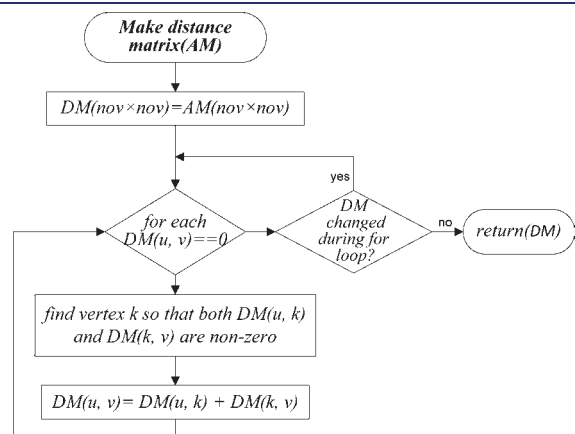 Make distance
matrix(AM)
DM(nov×nov)=AM(nov×nov)
yes
for each
DM(u, v)==0
DM
changed
during for
loop?
no
return(DM)
find vertex k so that both DM(u, k)
and DM(k, v) are non-zero
DM(u, v)= DM(u, k) + DM(k, v)